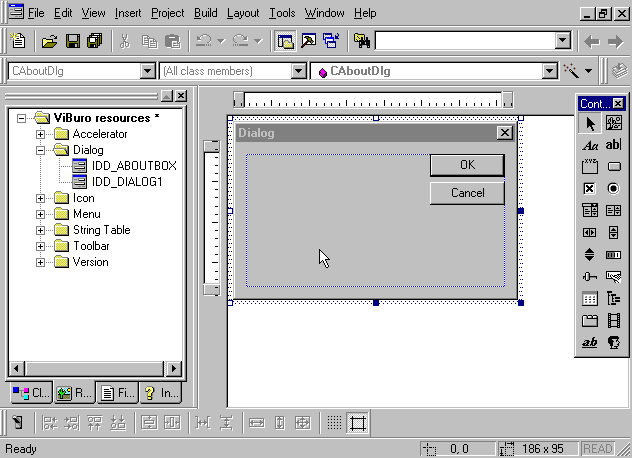 File Edit View Insert Project Build Layout Tools Window Help
CAboutDlg (All class members) CAboutDlg
ViBuro resources *
Accelerator
Dialog
IDD_ABOUTBOX
IDD_DIALOG1
Icon
Menu
String Table
Toolbar
Version
Cl... R... Fi... In...
Dialog
OK
Cancel
Cont...
Aa ab|
xyz
ab
Ready 0, 0 186 x 95 READ